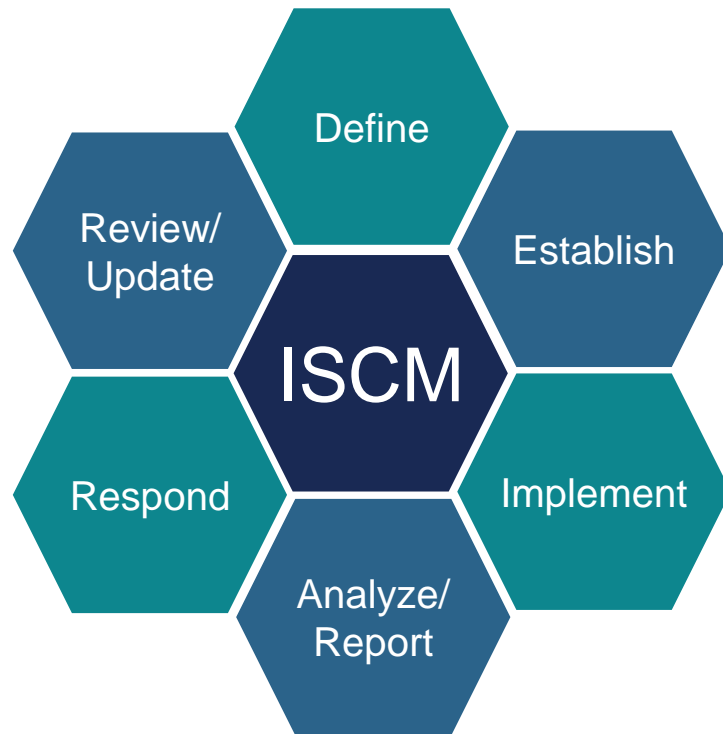 Define
Establish
Implement
Analyze/
Report
Respond
Review/
Update
ISCM